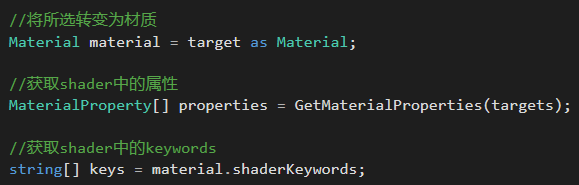 //将所选转变为材质
Material material = target as Material;
//获取shader中的属性
MaterialProperty[] properties = GetMaterialProperties(targets);
//获取shader中的keywords
string[] keys = material.shaderKeywords;